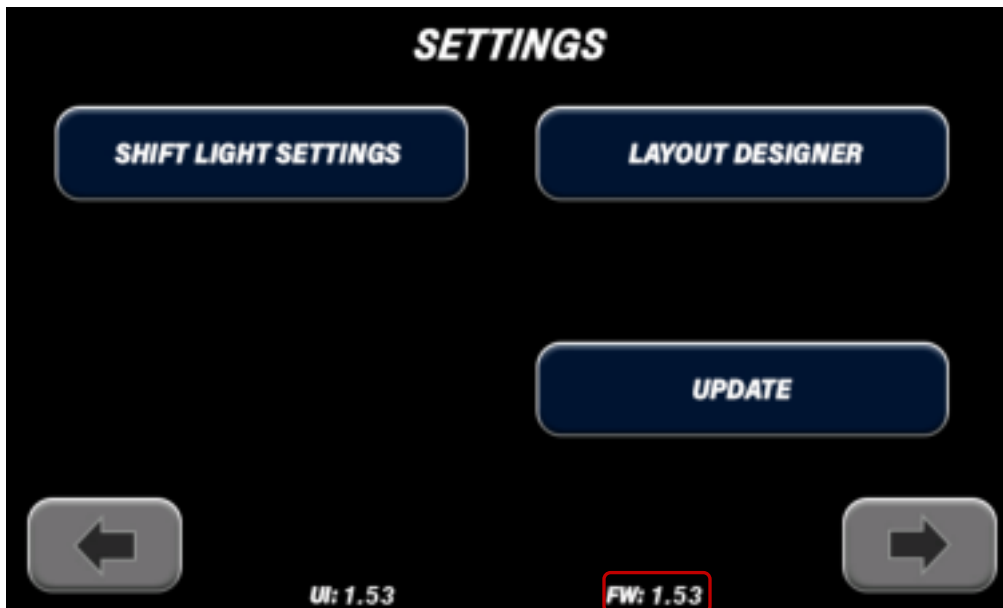 SETTINGS
SHIFT LIGHT SETTINGS
LAYOUT DESIGNER
UPDATE
UI: 1.53
FW: 1.53